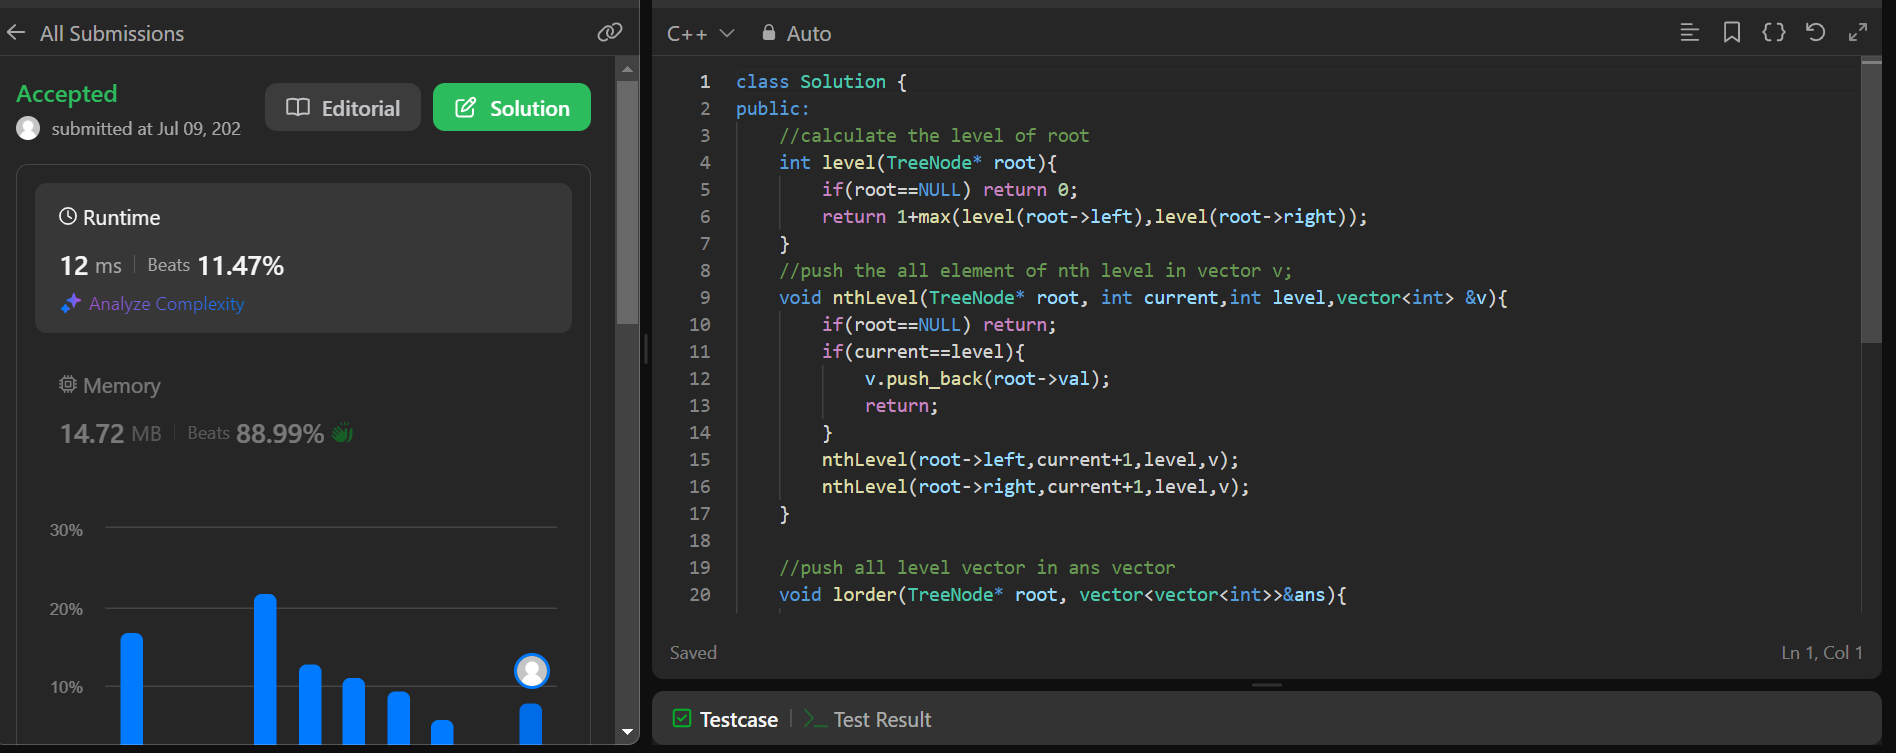 All Submissions
Accepted
submitted at Jul 09, 202
Editorial
Solution
Runtime
12 ms Beats 11.47%
Analyze Complexity
Memory
14.72 MB Beats 88.99%
30%
20%
10%
C++ Auto
1 class Solution {
2 public:
3     //calculate the level of root
4     int level(TreeNode* root){
5         if(root==NULL) return 0;
6         return 1+max(level(root->left),level(root->right));
7     }
8     //push the all element of nth level in vector v;
9     void nthLevel(TreeNode* root, int current,int level,vector<int> &v){
10         if(root==NULL) return;
11         if(current==level){
12             v.push_back(root->val);
13             return;
14         }
15         nthLevel(root->left,current+1,level,v);
16         nthLevel(root->right,current+1,level,v);
17     }
18
19     //push all level vector in ans vector
20     void lorder(TreeNode* root, vector<vector<int>>&ans){
Saved
Ln 1, Col 1
Testcase
Test Result